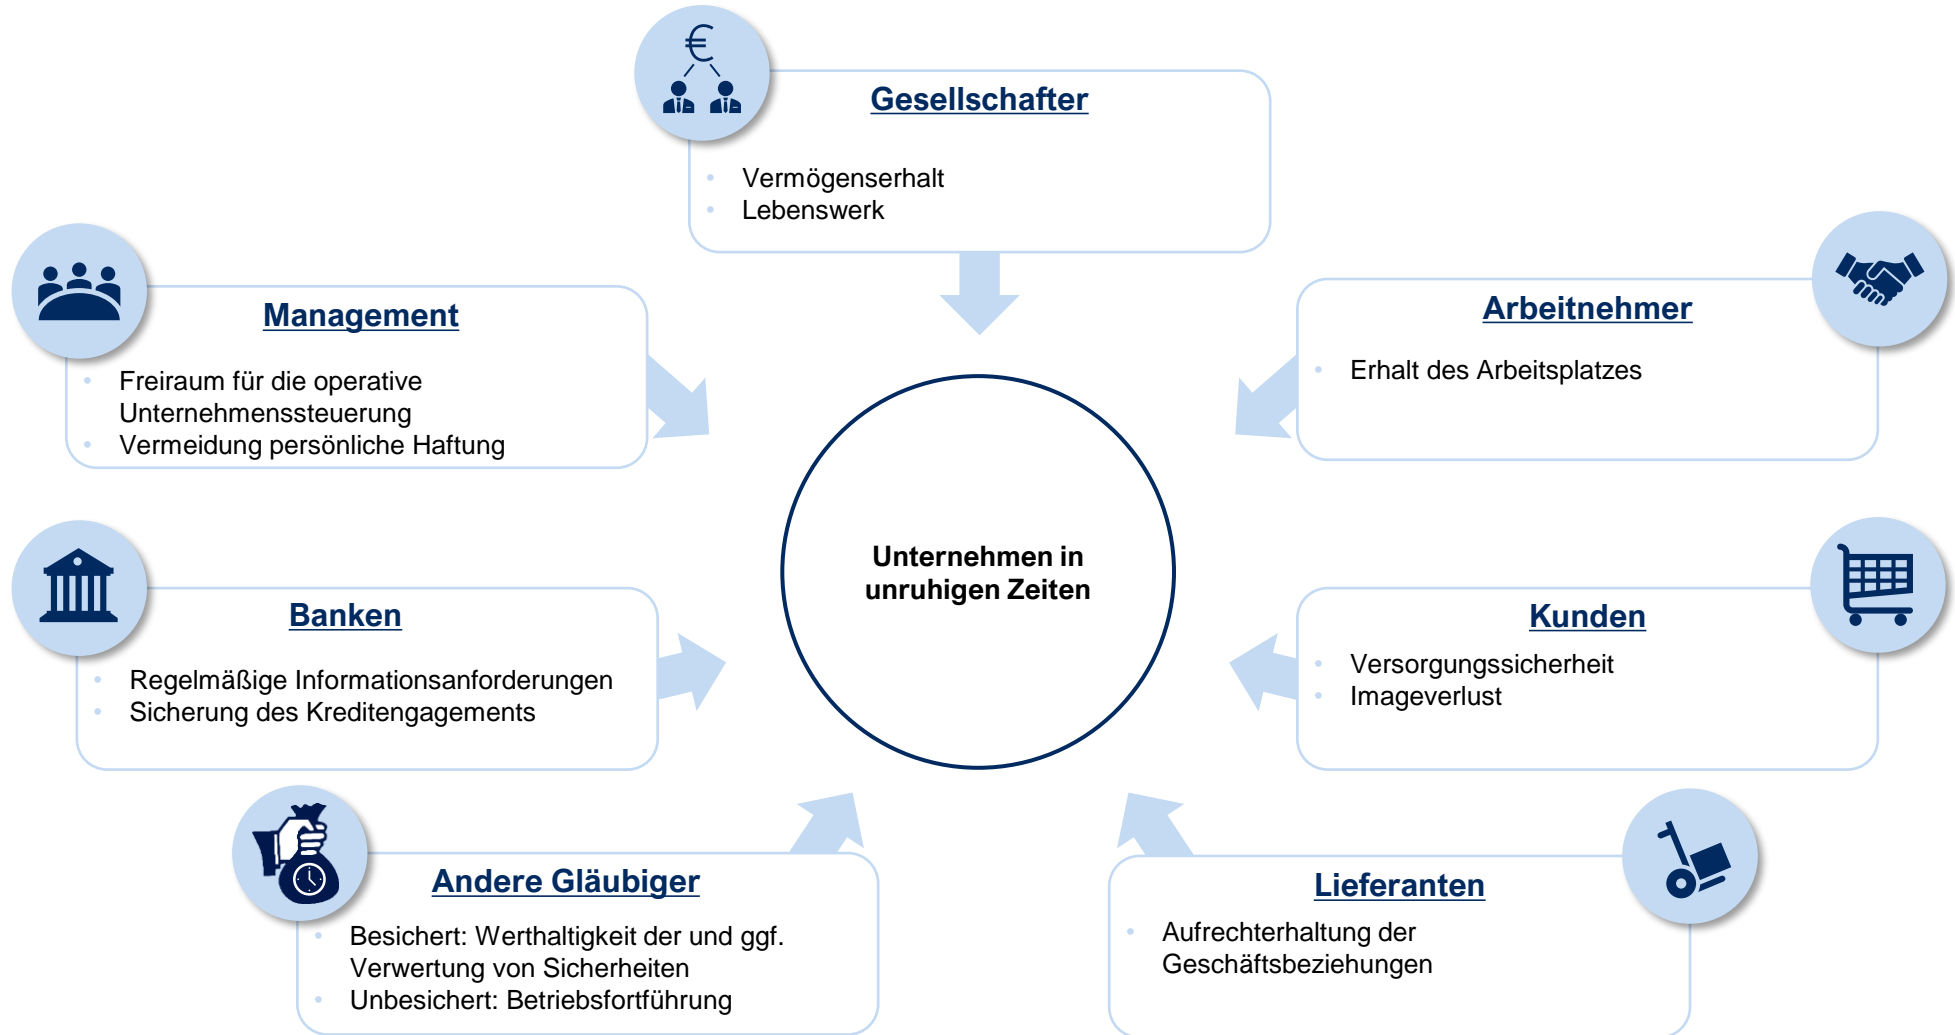 €
Gesellschafter
• Vermögenserhalt
• Lebenswerk
Management
• Freiraum für die operative
Unternehmenssteuerung
• Vermeidung persönliche Haftung
Arbeitnehmer
• Erhalt des Arbeitsplatzes
Unternehmen in
unruhigen Zeiten
Banken
• Regelmäßige Informationsanforderungen
• Sicherung des Kreditengagements
Kunden
• Versorgungssicherheit
• Imageverlust
Andere Gläubiger
• Besichert: Werthaltigkeit der und ggf.
Verwertung von Sicherheiten
• Unbesichert: Betriebsfortführung
Lieferanten
• Aufrechterhaltung der
Geschäftsbeziehungen